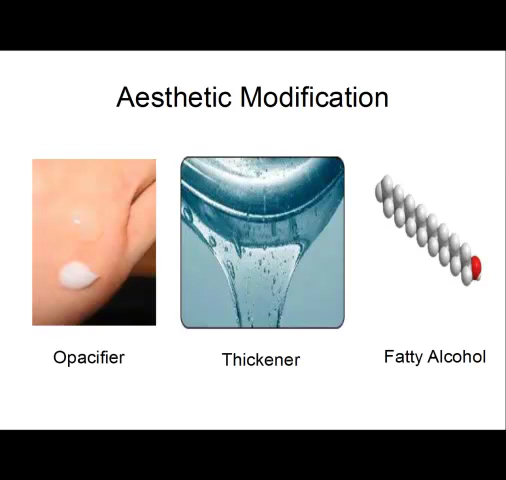 Aesthetic Modification
Opacifier
Thickener
Fatty Alcohol